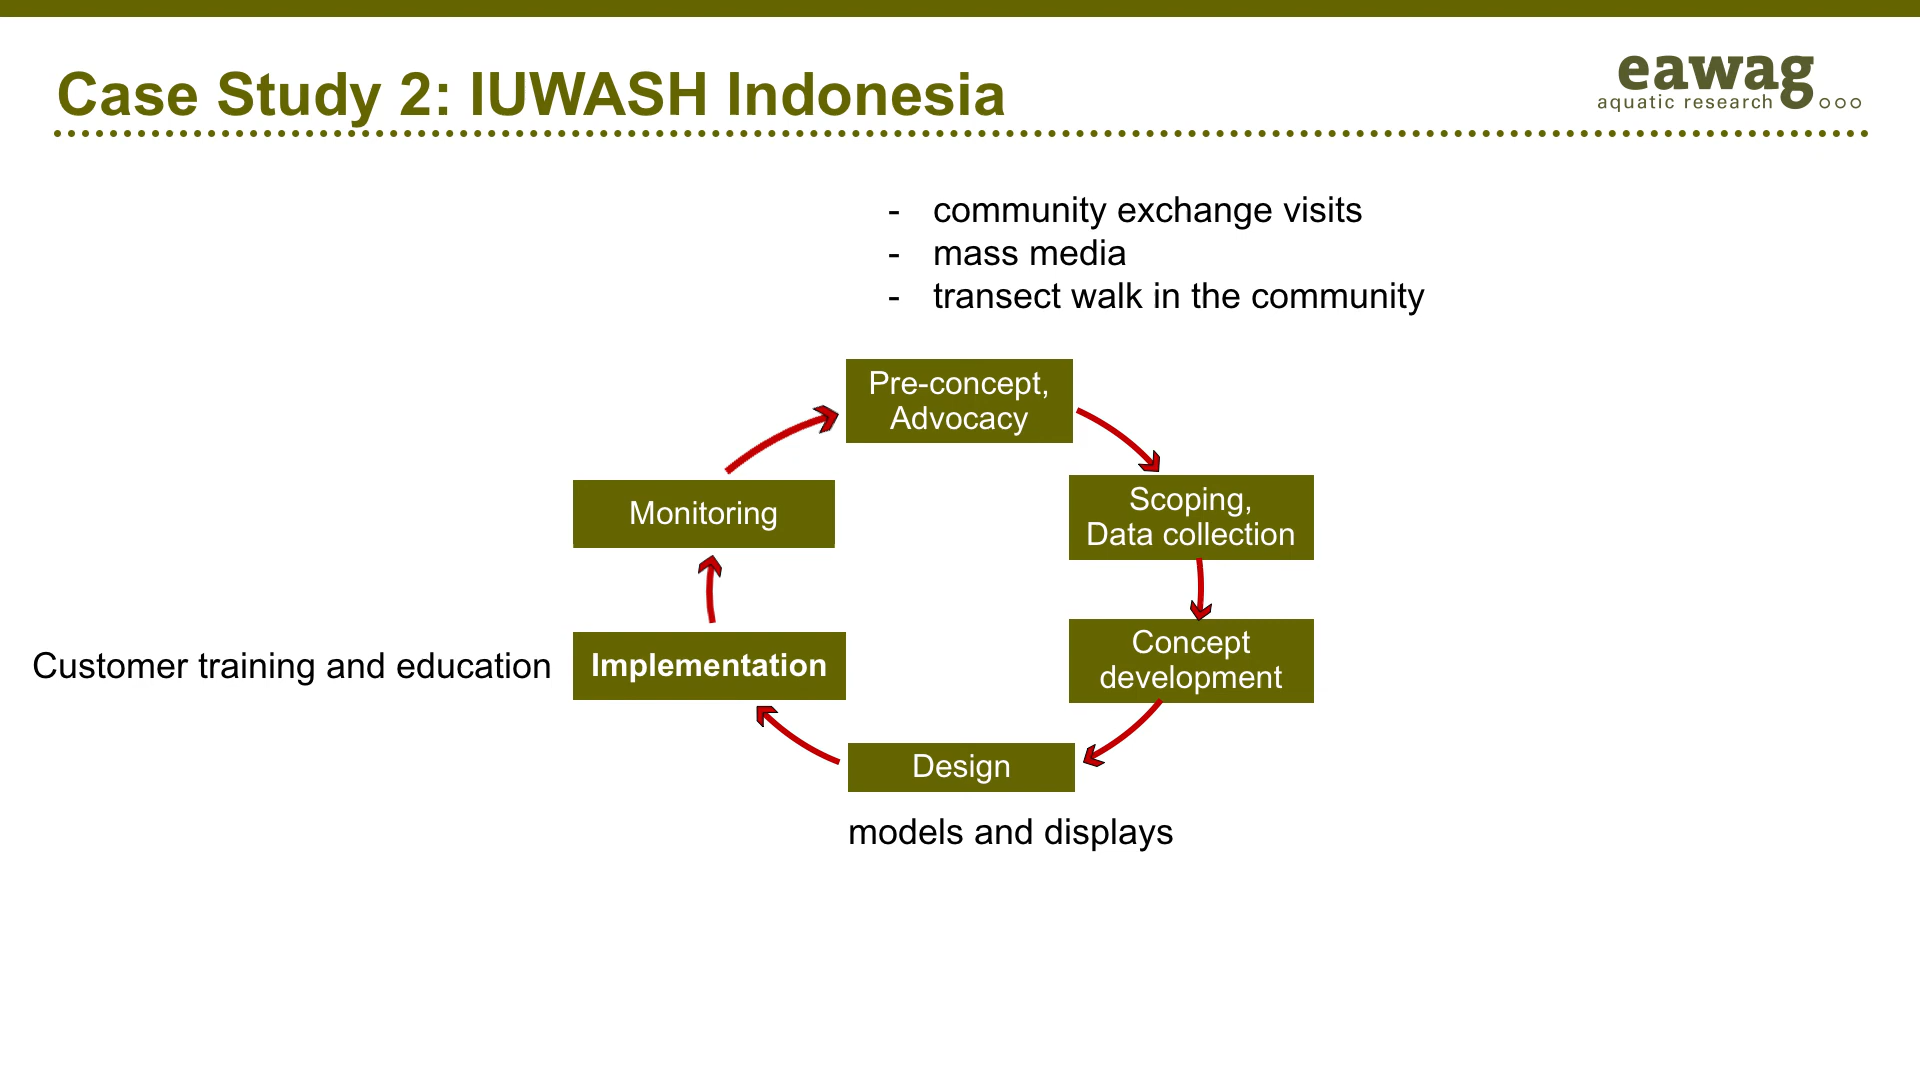 Case Study 2: IUWASH Indonesia
eawag
aquatic research
- community exchange visits
- mass media
- transect walk in the community
Pre-concept,
Advocacy
Scoping,
Data collection
Monitoring
Concept
development
Customer training and education
Implementation
Design
models and displays